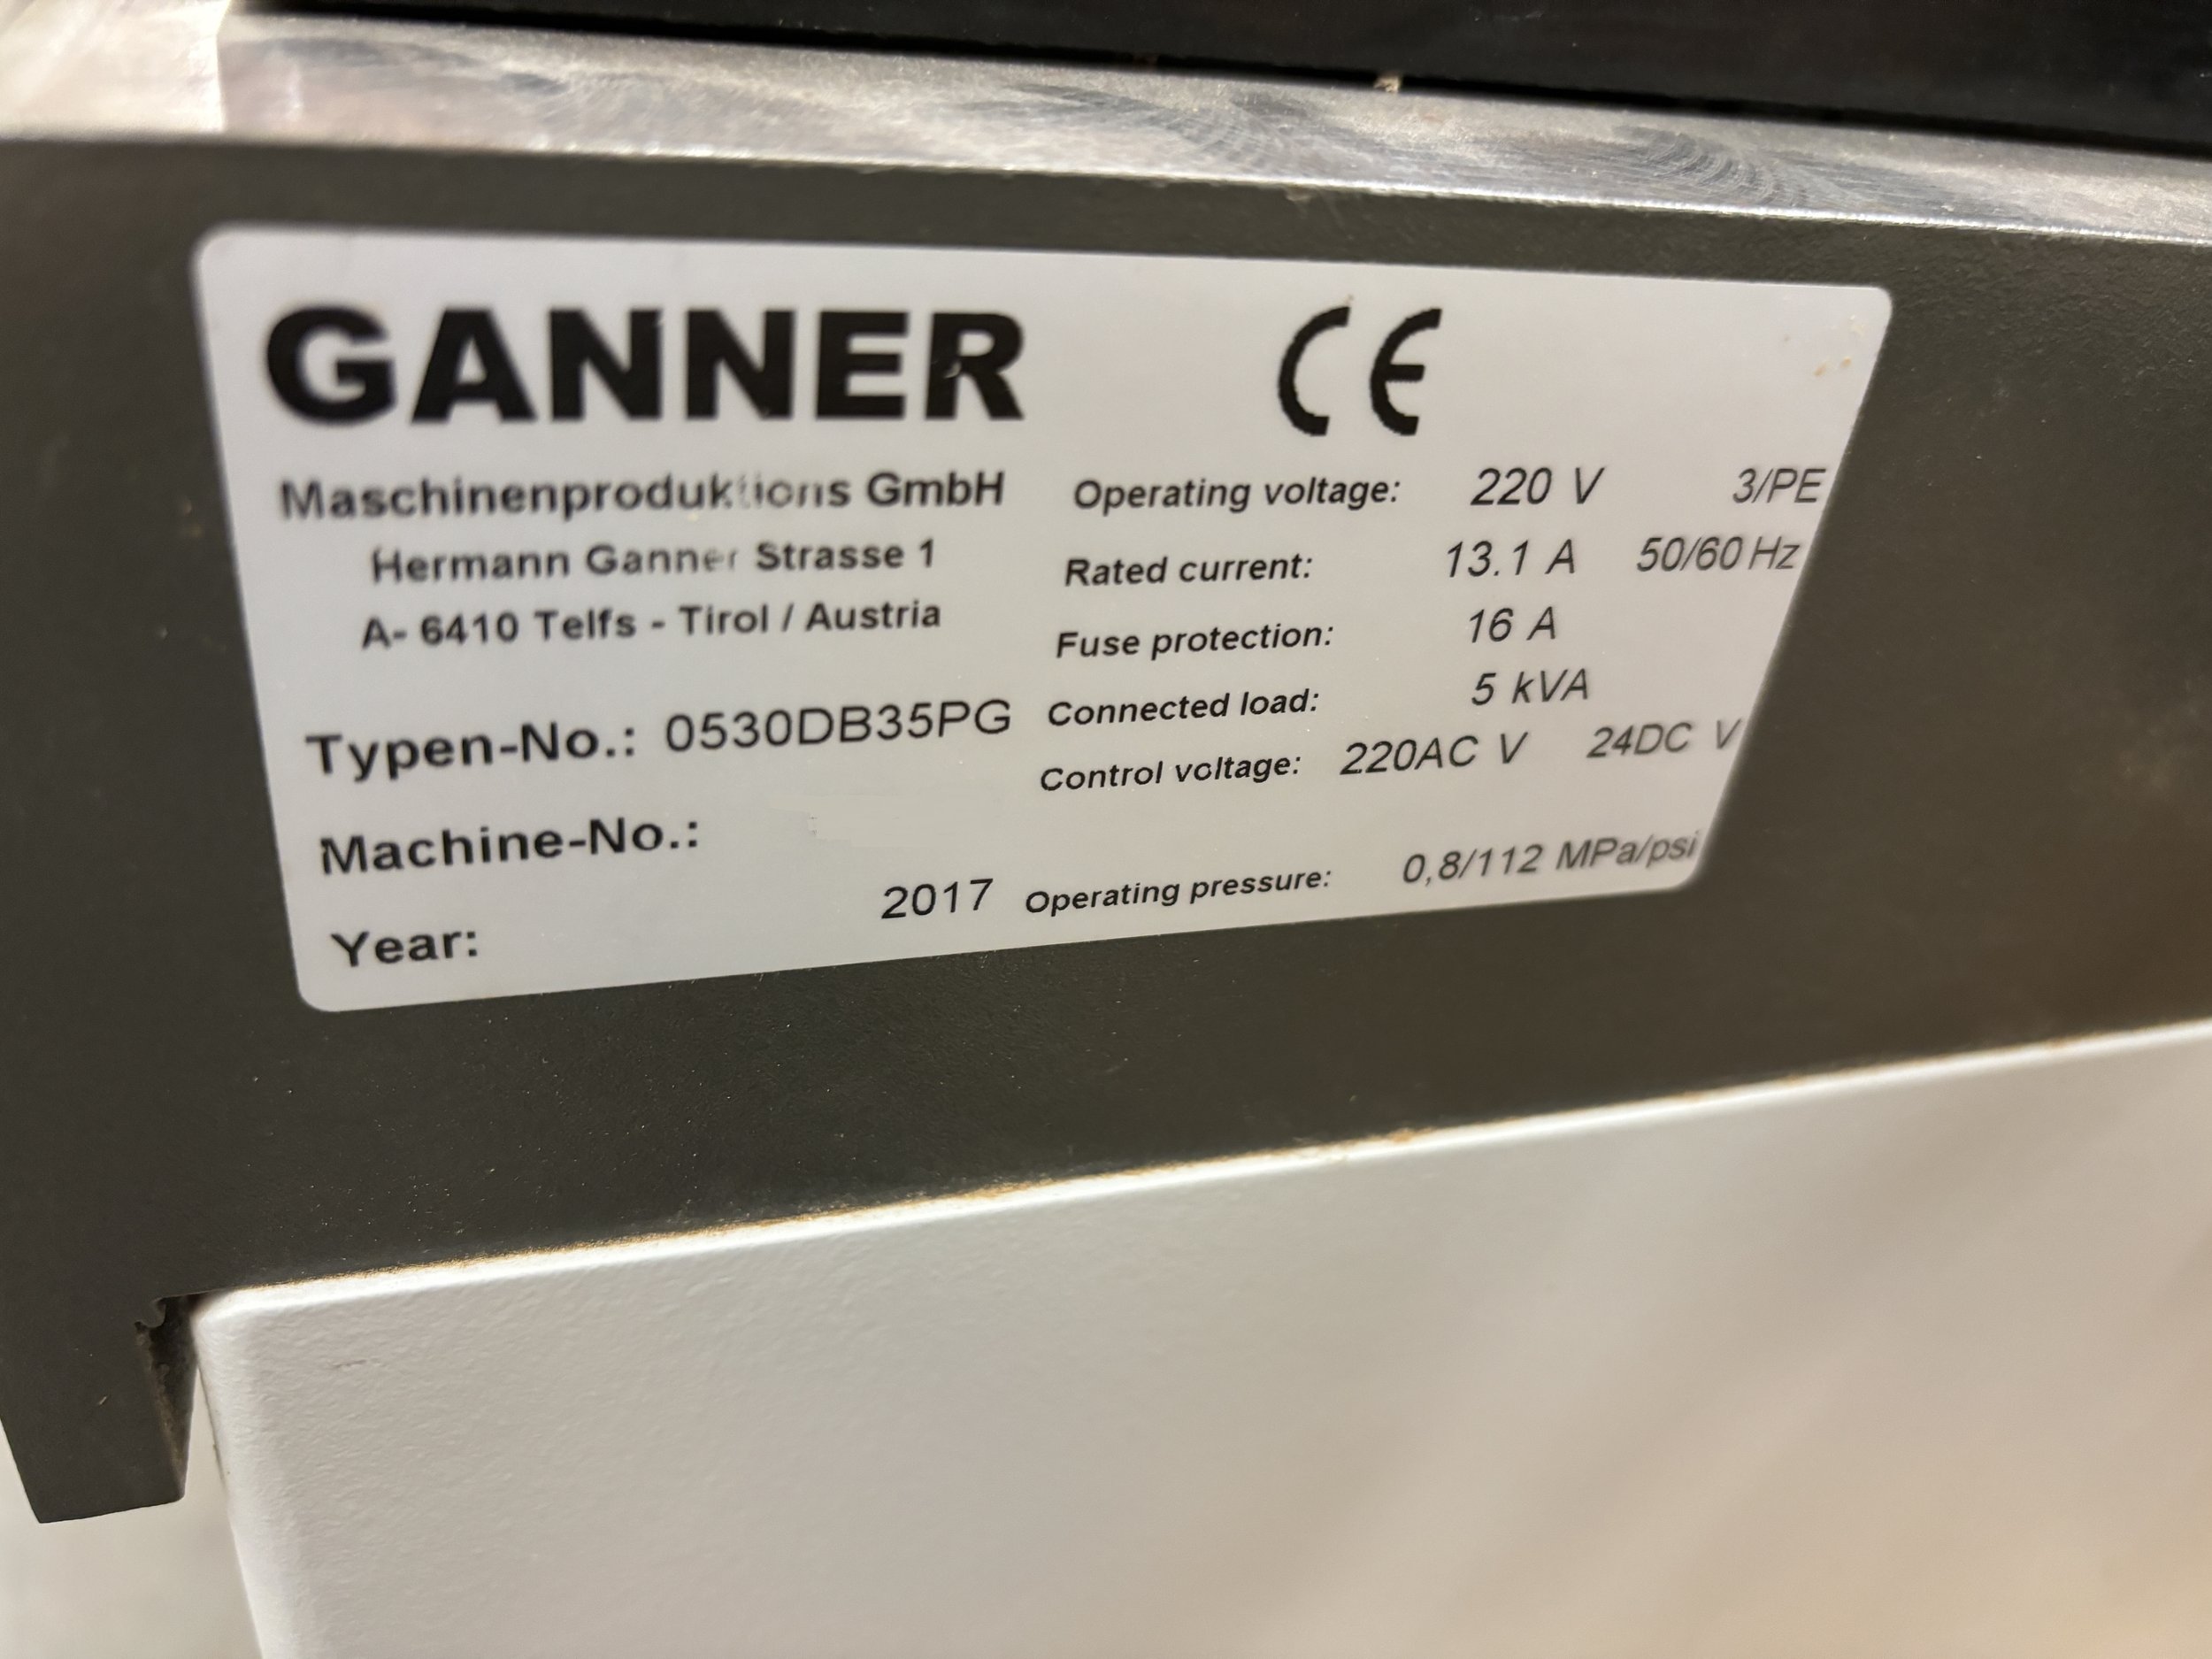 GANNER
CE
Maschinenproduktions GmbH
Hermann Ganner Strasse 1
A- 6410 Telfs - Tirol / Austria
Typen-No.: 0530DB35PG
Machine-No.:
Year: 2017
Operating voltage: 220 V 3/PE
Rated current: 13.1 A 50/60 Hz
Fuse protection: 16 A
Connected load: 5 kVA
Control voltage: 220AC V 24DC V
Operating pressure: 0,8/112 MPa/psi